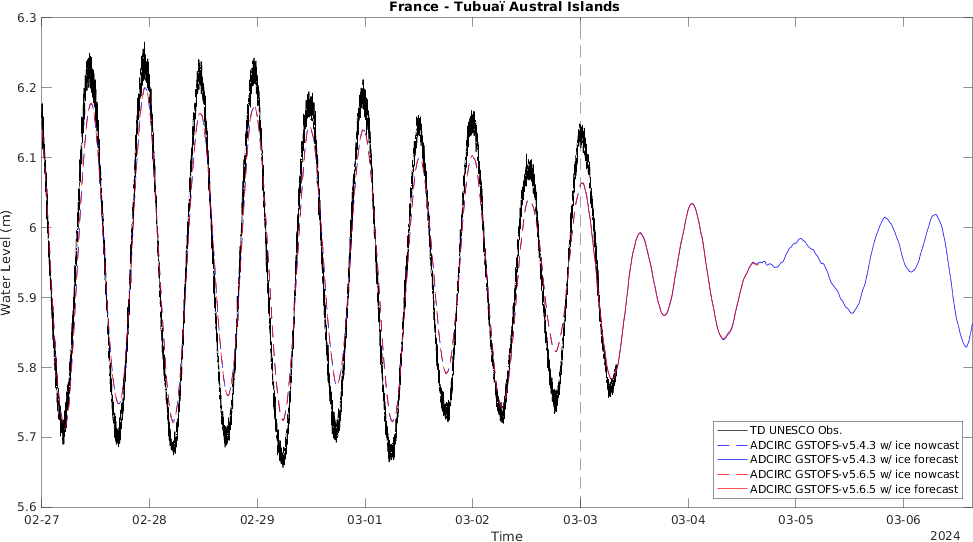 France - Tubuaï Austral Islands
6.3
6.2
6.1
6
5.9
5.8
5.7
5.6
Water Level (m)
TD UNESCO Obs.
ADCIRC GSTOFS-v5.4.3 w/ ice nowcast
ADCIRC GSTOFS-v5.4.3 w/ ice forecast
ADCIRC GSTOFS-v5.6.5 w/ ice nowcast
ADCIRC GSTOFS-v5.6.5 w/ ice forecast
02-27 02-28 02-29 03-01 03-02 03-03 03-04 03-05 03-06
Time
2024